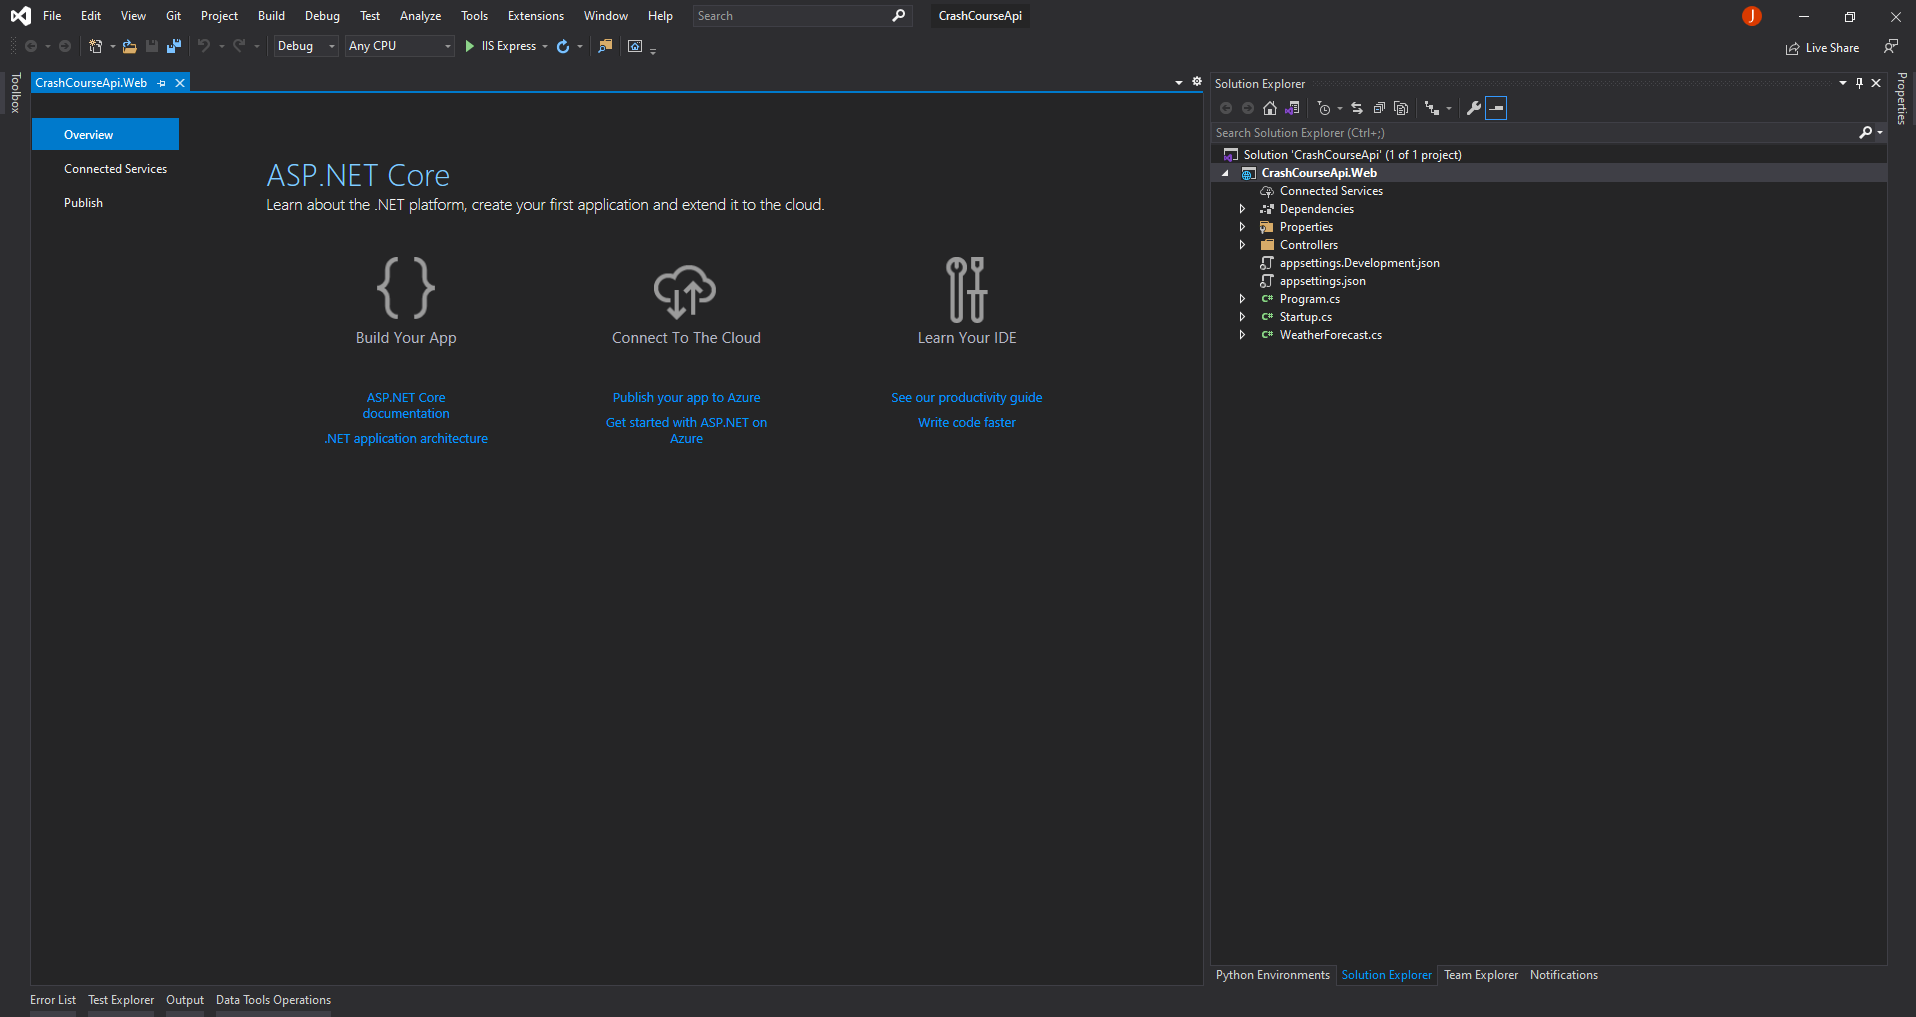 File Edit View Git Project Build Debug Test Analyze Tools Extensions Window Help Search CrashCourseApi J
Debug Any CPU IIS Express Live Share
Toolbox
CrashCourseApi.Web
Overview
Connected Services
Publish
ASP.NET Core
Learn about the .NET platform, create your first application and extend it to the cloud.
Build Your App
Connect To The Cloud
Learn Your IDE
ASP.NET Core
documentation
.NET application architecture
Publish your app to Azure
Get started with ASP.NET on
Azure
See our productivity guide
Write code faster
Solution Explorer
Search Solution Explorer (Ctrl+;)
Solution 'CrashCourseApi' (1 of 1 project)
CrashCourseApi.Web
Connected Services
Dependencies
Properties
Controllers
appsettings.Development.json
appsettings.json
C# Program.cs
C# Startup.cs
C# WeatherForecast.cs
Properties
Python Environments Solution Explorer Team Explorer Notifications
Error List Test Explorer Output Data Tools Operations